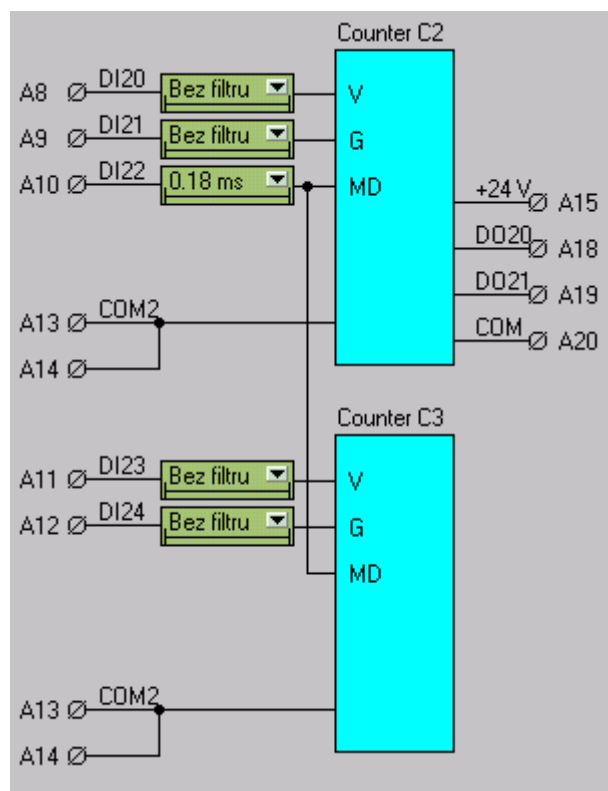 Counter C2
A8 DI20 Bez filtru V
A9 DI21 Bez filtru G
A10 DI22 0.18 ms MD
+24 V A15
DO20 A18
DO21 A19
A13 COM2
COM A20
A14
Counter C3
A11 DI23 Bez filtru V
A12 DI24 Bez filtru G
MD
A13 COM2
A14